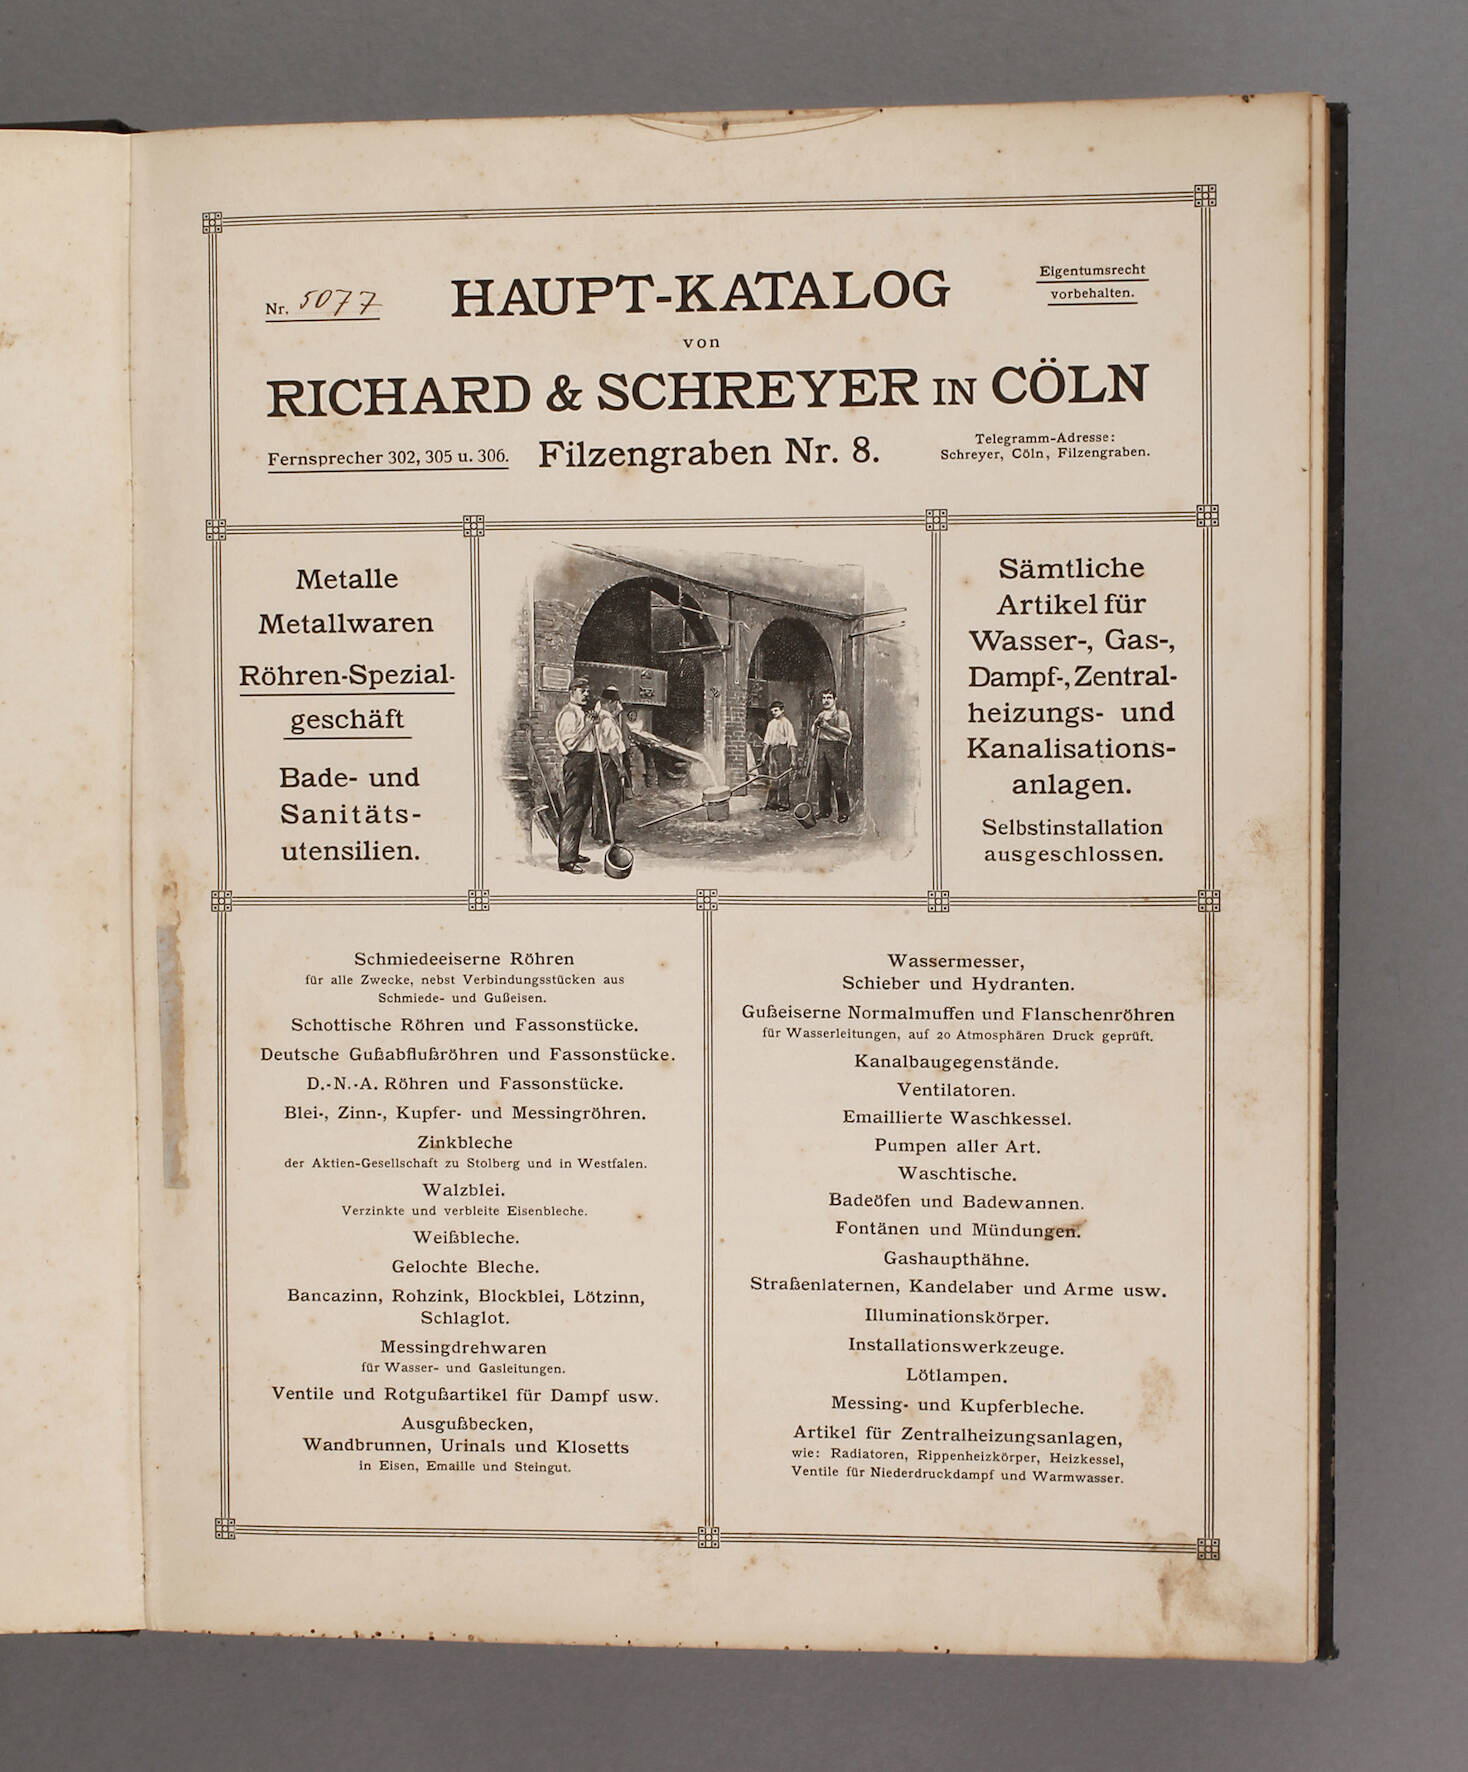 Nr. 5077
HAUPT-KATALOG
Eigentumsrecht
vorbehalten.
von
RICHARD & SCHREYER IN CÖLN
Fernsprecher 302, 305 u. 306.
Filzengraben Nr. 8.
Telegramm-Adresse:
Schreyer, Cöln, Filzengraben.
Metalle
Metallwaren
Röhren-Spezial-
geschäft
Bade- und
Sanitäts-
utensilien.
Sämtliche
Artikel für
Wasser-, Gas-,
Dampf-, Zentral-
heizungs- und
Kanalisations-
anlagen.
Selbstinstallation
ausgeschlossen.
Schmiedeeiserne Röhren
für alle Zwecke, nebst Verbindungsstücken aus
Schmiede- und Gußeisen.
Schottische Röhren und Fassonstücke.
Deutsche Gußabflußröhren und Fassonstücke.
D.-N.-A. Röhren und Fassonstücke.
Blei-, Zinn-, Kupfer- und Messingröhren.
Zinkbleche
der Aktien-Gesellschaft zu Stolberg und in Westfalen.
Walzblei.
Verzinkte und verbleite Eisenbleche.
Weißbleche.
Gelochte Bleche.
Bancazinn, Rohzink, Blockblei, Lötzinn,
Schlaglot.
Messingdrehwaren
für Wasser- und Gasleitungen.
Ventile und Rotgußartikel für Dampf usw.
Ausgußbecken,
Wandbrunnen, Urinals und Klosetts
in Eisen, Emaille und Steingut.
Wassermesser,
Schieber und Hydranten.
Gußeiserne Normalmuffen und Flanschenröhren
für Wasserleitungen, auf 20 Atmosphären Druck geprüft.
Kanalbaugegenstände.
Ventilatoren.
Emaillierte Waschkessel.
Pumpen aller Art.
Waschtische.
Badeöfen und Badewannen.
Fontänen und Mündungen.
Gashaupthähne.
Straßenlaternen, Kandelaber und Arme usw.
Illuminationskörper.
Installationswerkzeuge.
Lötlampen.
Messing- und Kupferbleche.
Artikel für Zentralheizungsanlagen,
wie: Radiatoren, Rippenheizkörper, Heizkessel,
Ventile für Niederdruckdampf und Warmwasser.